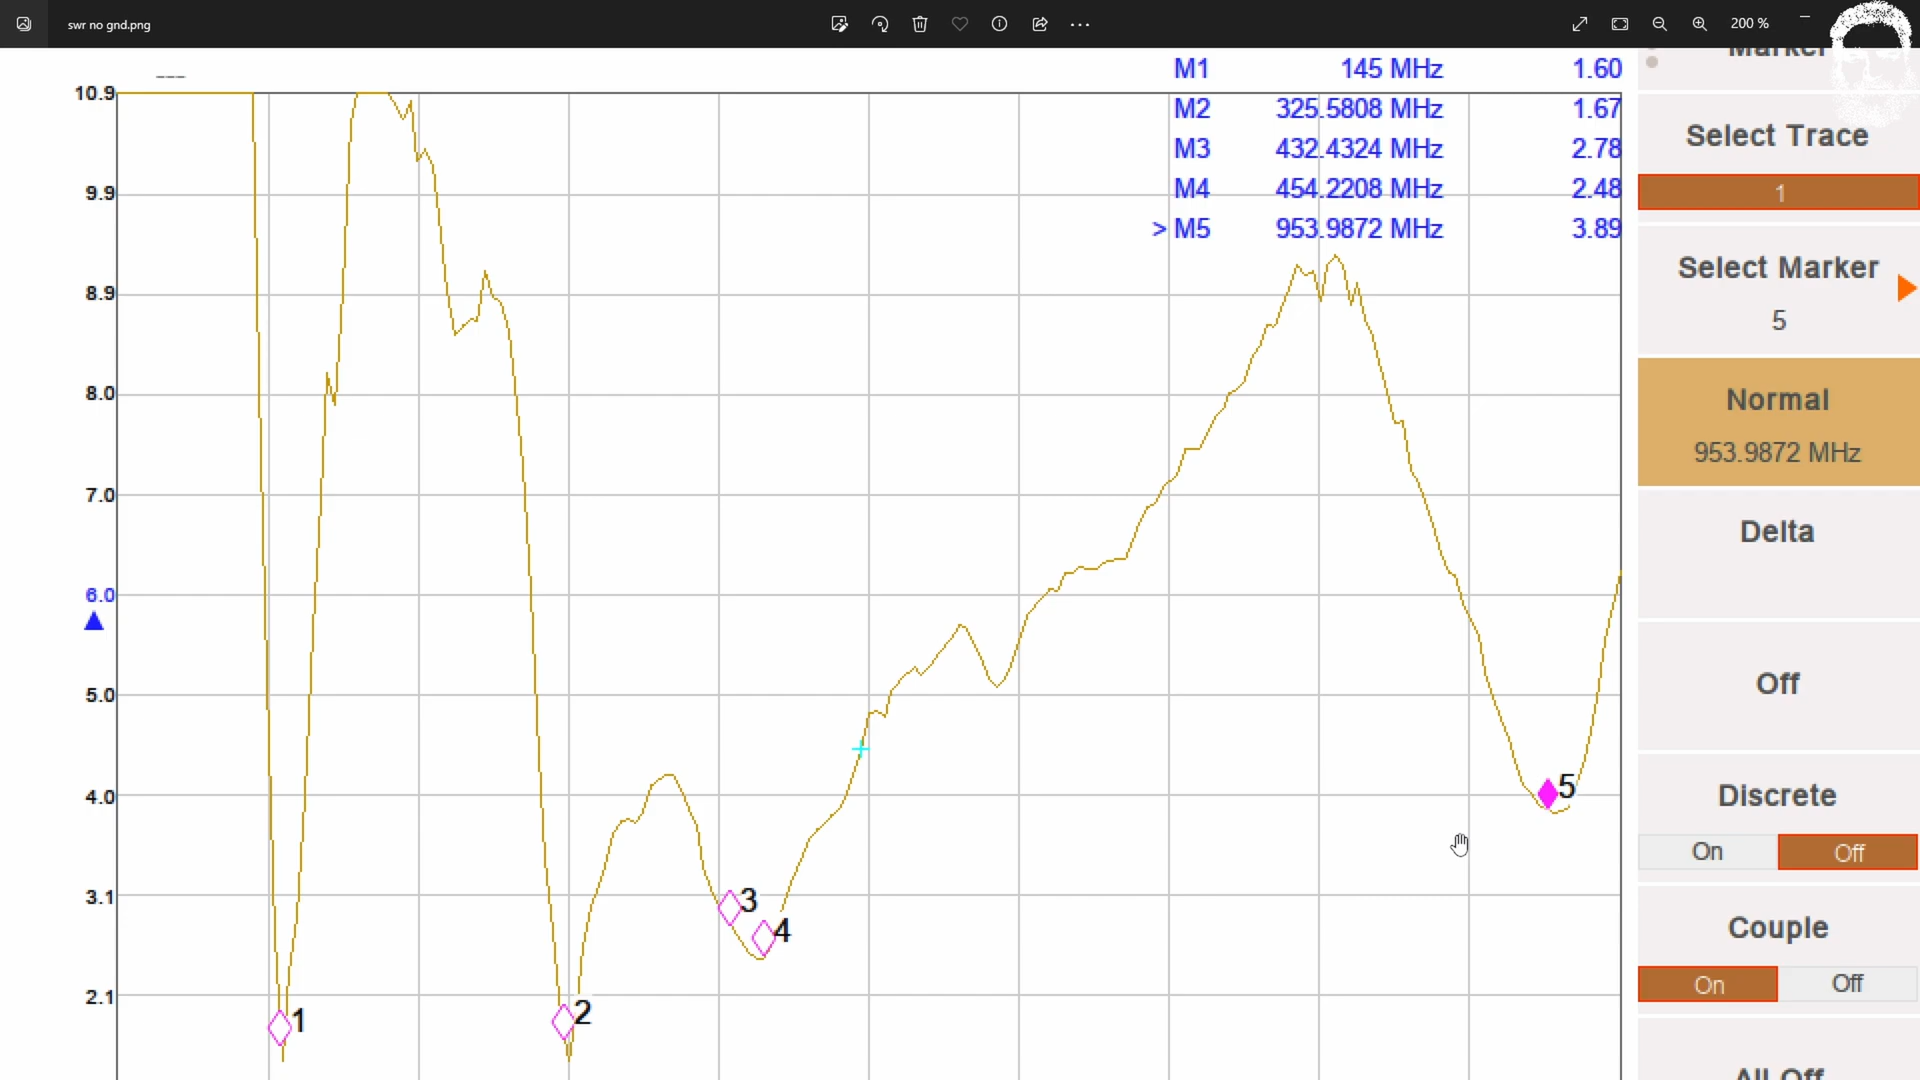 swr no gnd.png
200 %
---
M1 145 MHz 1.60
M2 325.5808 MHz 1.67
M3 432.4324 MHz 2.78
M4 454.2208 MHz 2.48
> M5 953.9872 MHz 3.89
10.9
9.9
8.9
8.0
7.0
6.0
5.0
4.0
3.1
2.1
1
2
3
4
5
Marker
Select Trace
1
Select Marker
5
Normal
953.9872 MHz
Delta
Off
Discrete
On Off
Couple
On Off
All Off